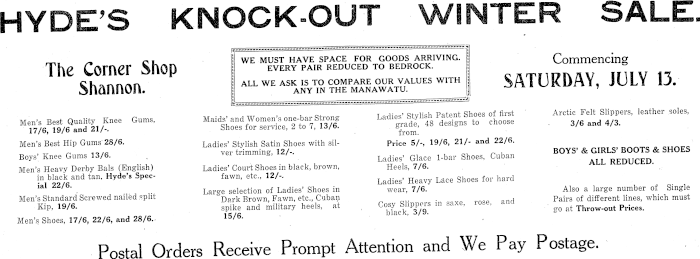 HYDE'S KNOCK-OUT WINTER SALE.
The Corner Shop
Shannon.
WE MUST HAVE SPACE FOR GOODS ARRIVING.
EVERY PAIR REDUCED TO BEDROCK.
ALL WE ASK IS TO COMPARE OUR VALUES WITH
ANY IN THE MANAWATU.
Commencing
SATURDAY, JULY 13.
Men's Best Quality Knee Gums,
17/6, 19/6 and 21/-.
Men's Best Hip Gums 28/6.
Boys' Knee Gums 13/6.
Men's Heavy Derby Bals (English)
in black and tan, Hyde's Spec-
ial 22/6.
Men's Standard Screwed nailed split
Kip, 19/6.
Men's Shoes, 17/6, 22/6, and 28/6.
Maids' and Women's one-bar Strong
Shoes for service, 2 to 7, 13/6.
Ladies' Stylish Satin Shoes with sil-
ver trimming, 12/-.
Ladies' Court Shoes in black, brown,
fawn, etc., 12/-.
Large selection of Ladies' Shoes in
Dark Brown, Fawn, etc., Cuban
spike and military heels, at
15/6.
Ladies' Stylish Patent Shoes of first
grade, 48 designs to choose
from.
Price 5/-, 19/6, 21/- and 22/6.
Ladies' Glace 1-bar Shoes, Cuban
Heels, 7/6.
Ladies' Heavy Lace Shoes for hard
wear, 7/6.
Cosy Slippers in saxe, rose, and
black, 3/9.
Arctic Felt Slippers, leather soles,
3/6 and 4/3.
BOYS' & GIRLS' BOOTS & SHOES
ALL REDUCED.
Also a large number of Single
Pairs of different lines, which must
go at Throw-out Prices.
Postal Orders Receive Prompt Attention and We Pay Postage.